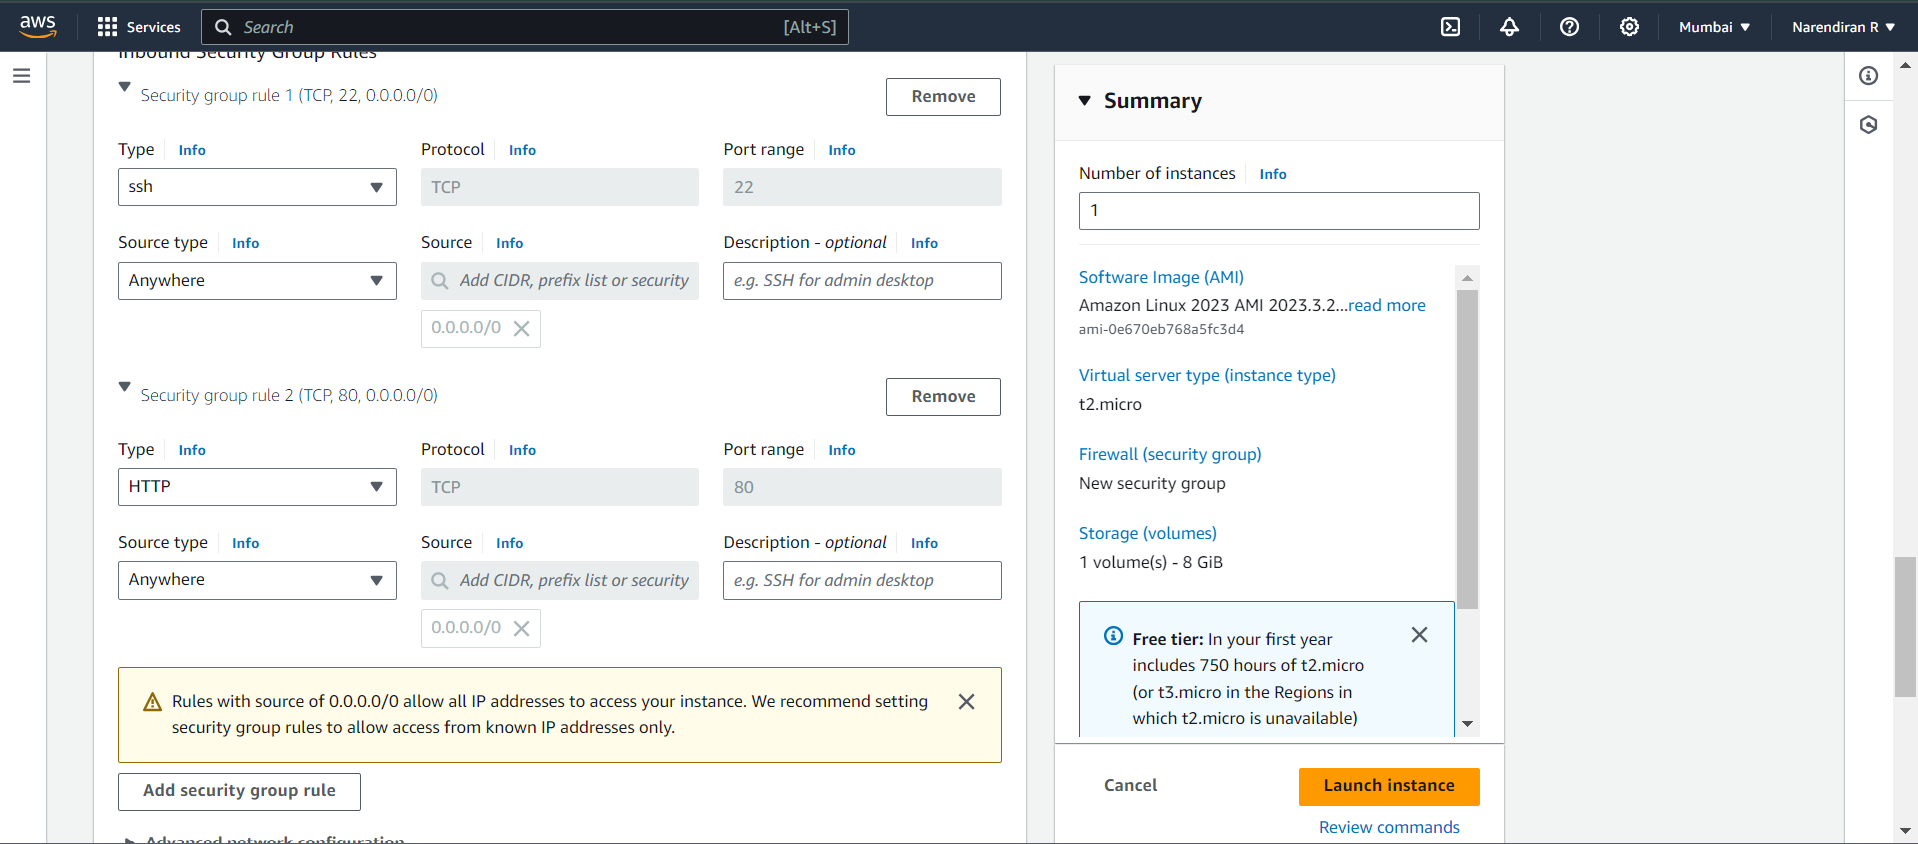 aws
Services
Search
[Alt+S]
Mumbai
Narendiran R
Inbound Security Group Rules
Security group rule 1 (TCP, 22, 0.0.0.0/0)
Remove
Type Info
Protocol Info
Port range Info
ssh
TCP
22
Source type Info
Source Info
Description - optional Info
Anywhere
Add CIDR, prefix list or security
e.g. SSH for admin desktop
0.0.0.0/0
Security group rule 2 (TCP, 80, 0.0.0.0/0)
Remove
Type Info
Protocol Info
Port range Info
HTTP
TCP
80
Source type Info
Source Info
Description - optional Info
Anywhere
Add CIDR, prefix list or security
e.g. SSH for admin desktop
0.0.0.0/0
Rules with source of 0.0.0.0/0 allow all IP addresses to access your instance. We recommend setting
security group rules to allow access from known IP addresses only.
Add security group rule
Advanced network configuration
Summary
Number of instances Info
1
Software Image (AMI)
Amazon Linux 2023 AMI 2023.3.2...read more
ami-0e670eb768a5fc3d4
Virtual server type (instance type)
t2.micro
Firewall (security group)
New security group
Storage (volumes)
1 volume(s) - 8 GiB
Free tier: In your first year
includes 750 hours of t2.micro
(or t3.micro in the Regions in
which t2.micro is unavailable)
Cancel
Launch instance
Review commands